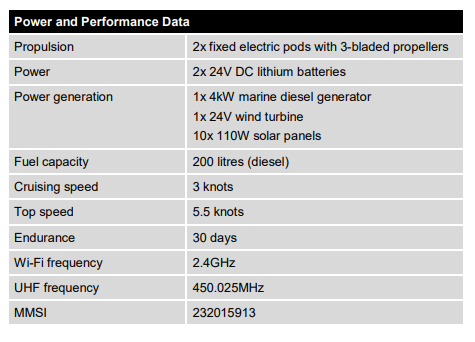 Power and Performance Data
Propulsion 2x fixed electric pods with 3-bladed propellers
Power 2x 24V DC lithium batteries
Power generation 1x 4kW marine diesel generator
1x 24V wind turbine
10x 110W solar panels
Fuel capacity 200 litres (diesel)
Cruising speed 3 knots
Top speed 5.5 knots
Endurance 30 days
Wi-Fi frequency 2.4GHz
UHF frequency 450.025MHz
MMSI 232015913